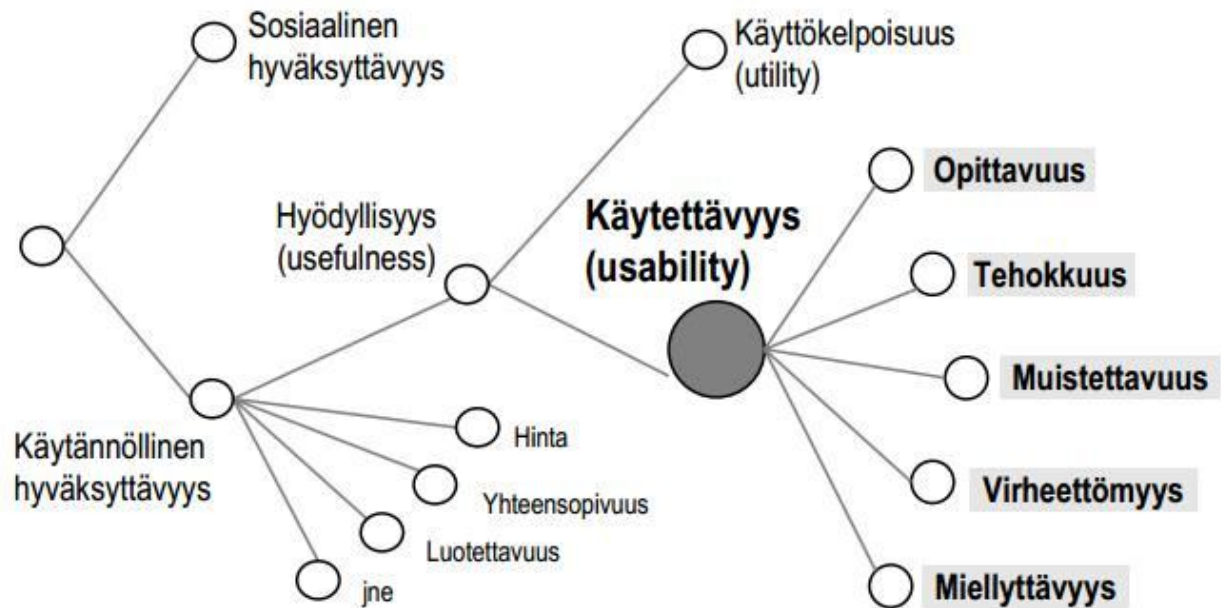 Sosiaalinen
hyväksyttävyys
Käyttökelpoisuus
(utility)
Hyödyllisyys
(usefulness)
Käytettävyys
(usability)
Opittavuus
Tehokkuus
Muistettavuus
Virheettömyys
Miellyttävyys
Käytännöllinen
hyväksyttävyys
Hinta
Yhteensopivuus
Luotettavuus
jne